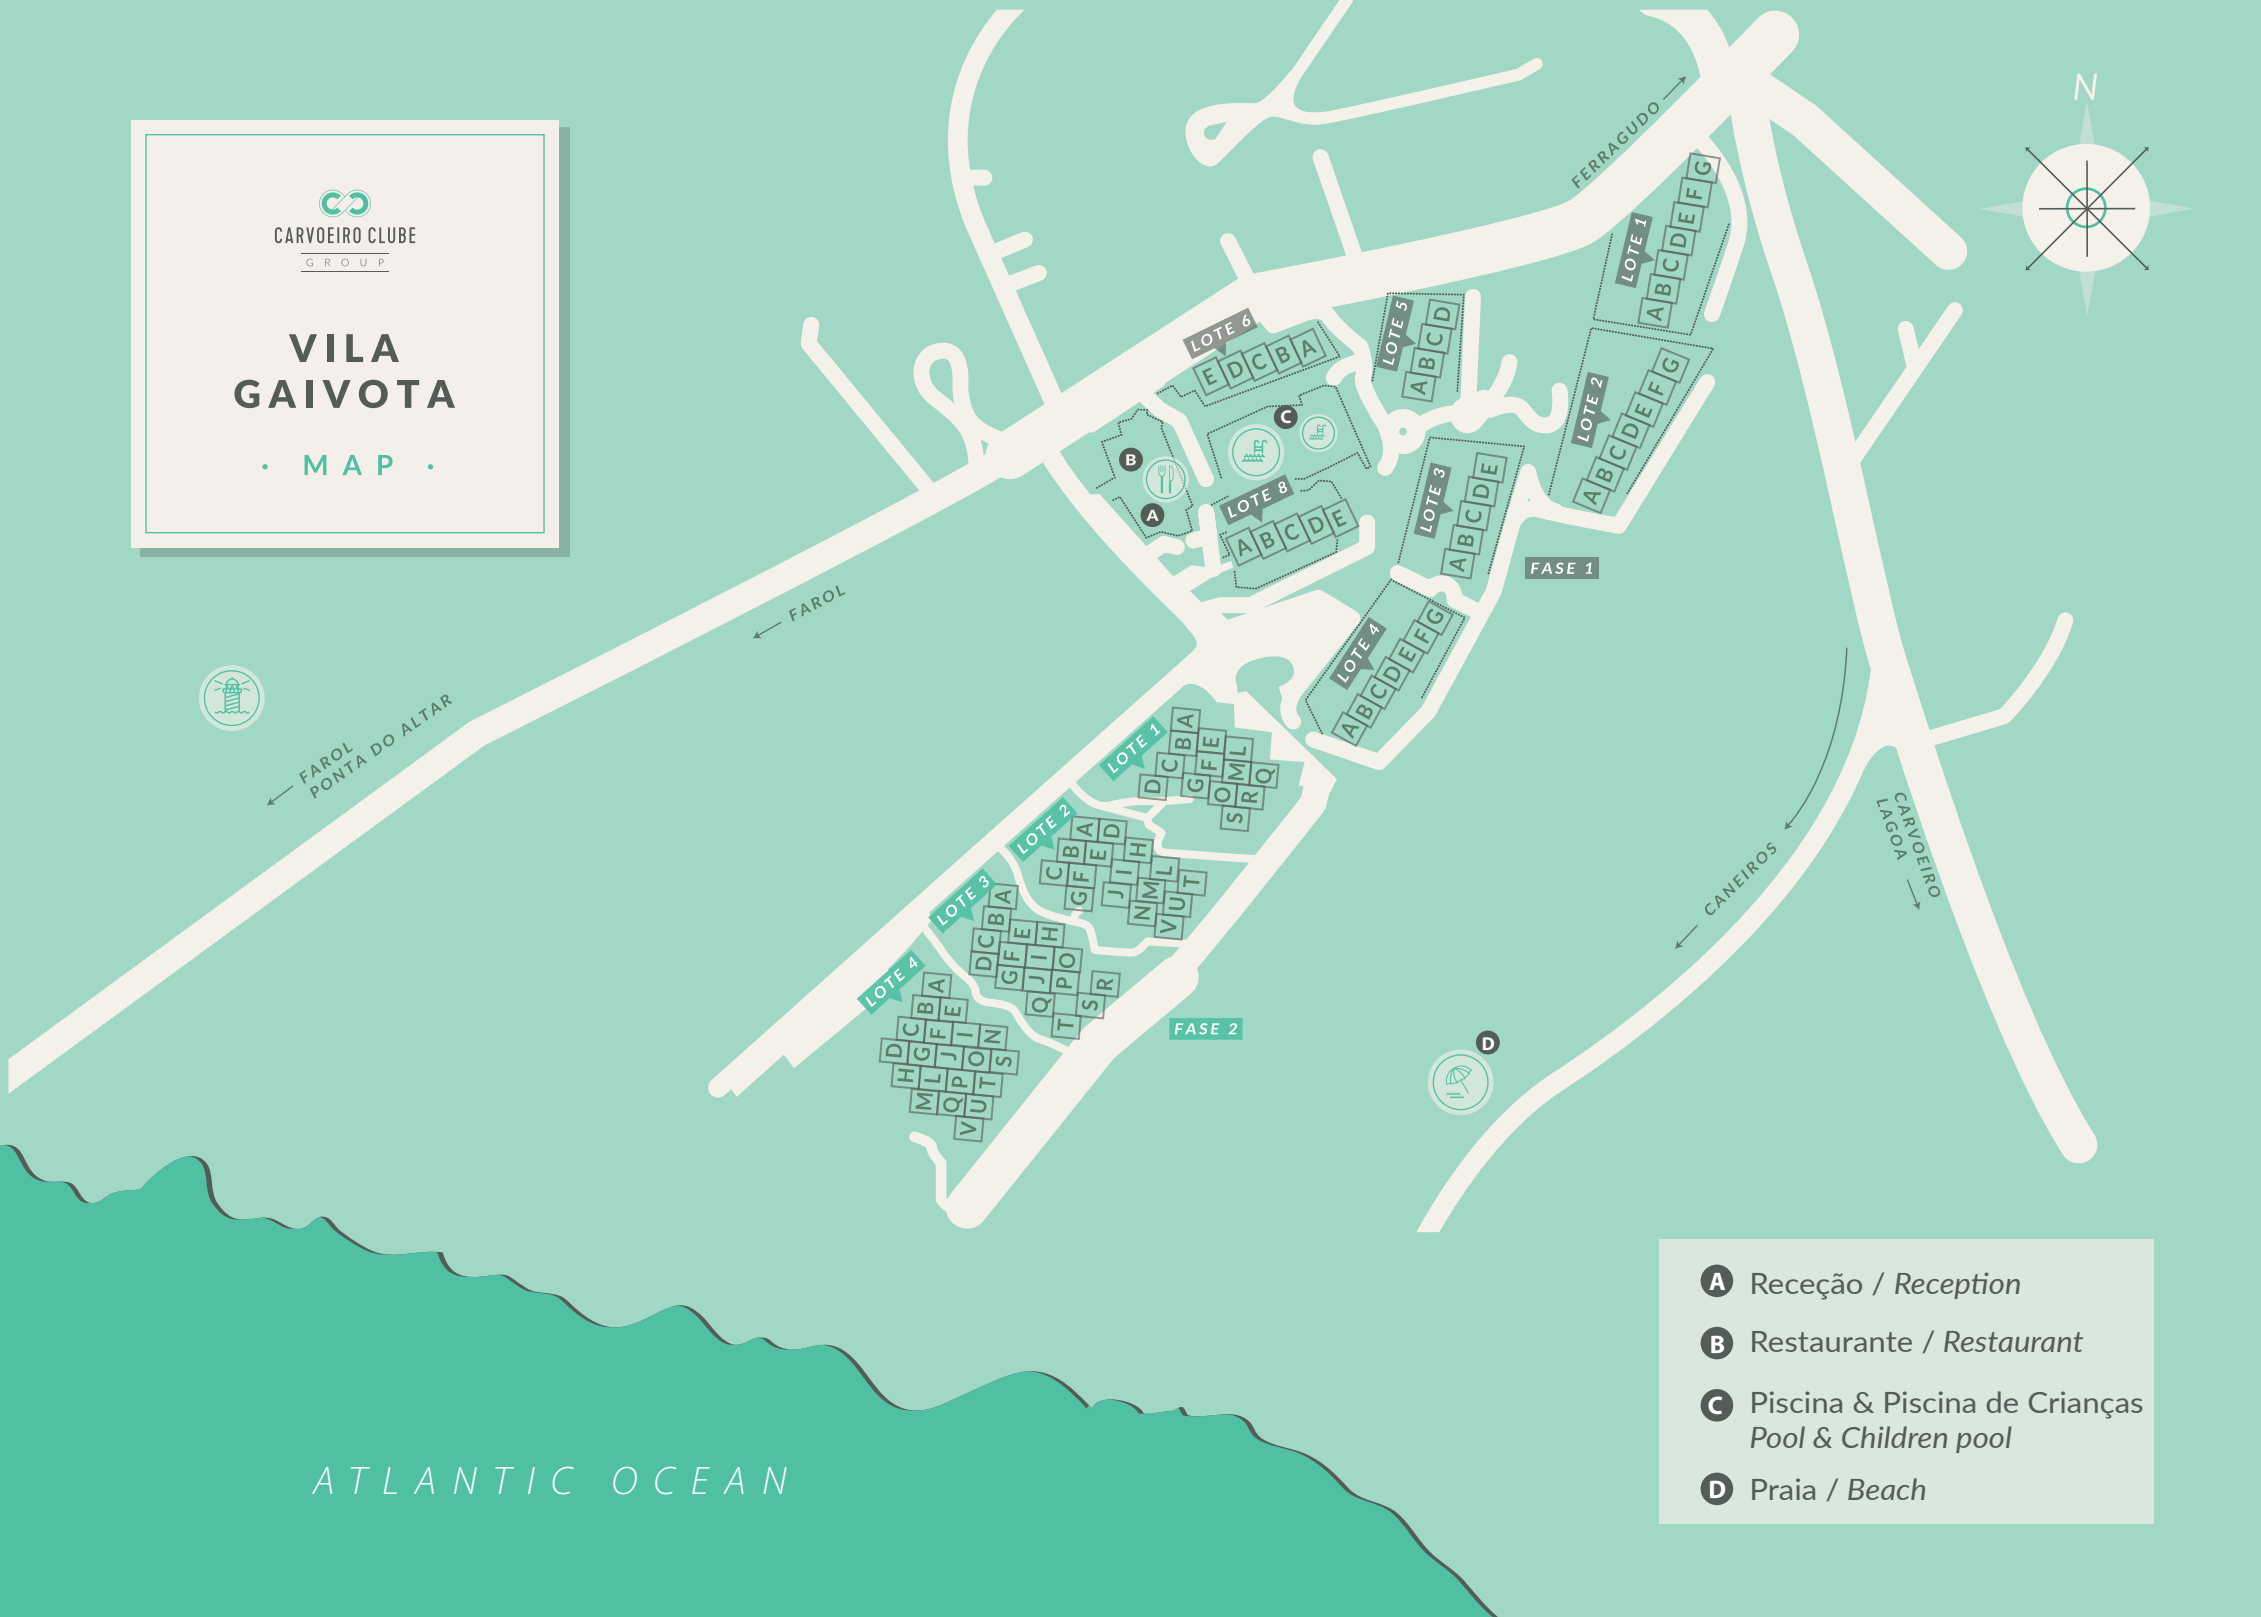 CARVOEIRO CLUBE
GROUP
VILA
GAIVOTA
· MAP ·
N
FERRAGUDO
LOTE 1
G
F
E
D
C
B
A
LOTE 2
G
F
E
D
C
B
A
LOTE 5
D
C
B
A
LOTE 6
E D C B A
C
B
A
LOTE 8
A B C D E
LOTE 3
E
D
C
B
A
FASE 1
LOTE 4
G
F
E
D
C
B
A
FAROL
FAROL
PONTA DO ALTAR
LOTE 1
A
B E L
C F M Q
D G O R
S
LOTE 2
A D
B E H
C F I L T
G J M U
N V
LOTE 3
A
B
C E H
D F I O
G J P R
Q S
T
LOTE 4
A
B E
C F I N
D G J O S
H L P T
M Q U
V
FASE 2
CANEIROS
CARVOEIRO
LAGOA
D
ATLANTIC OCEAN
A Receção / Reception
B Restaurante / Restaurant
C Piscina & Piscina de Crianças
Pool & Children pool
D Praia / Beach